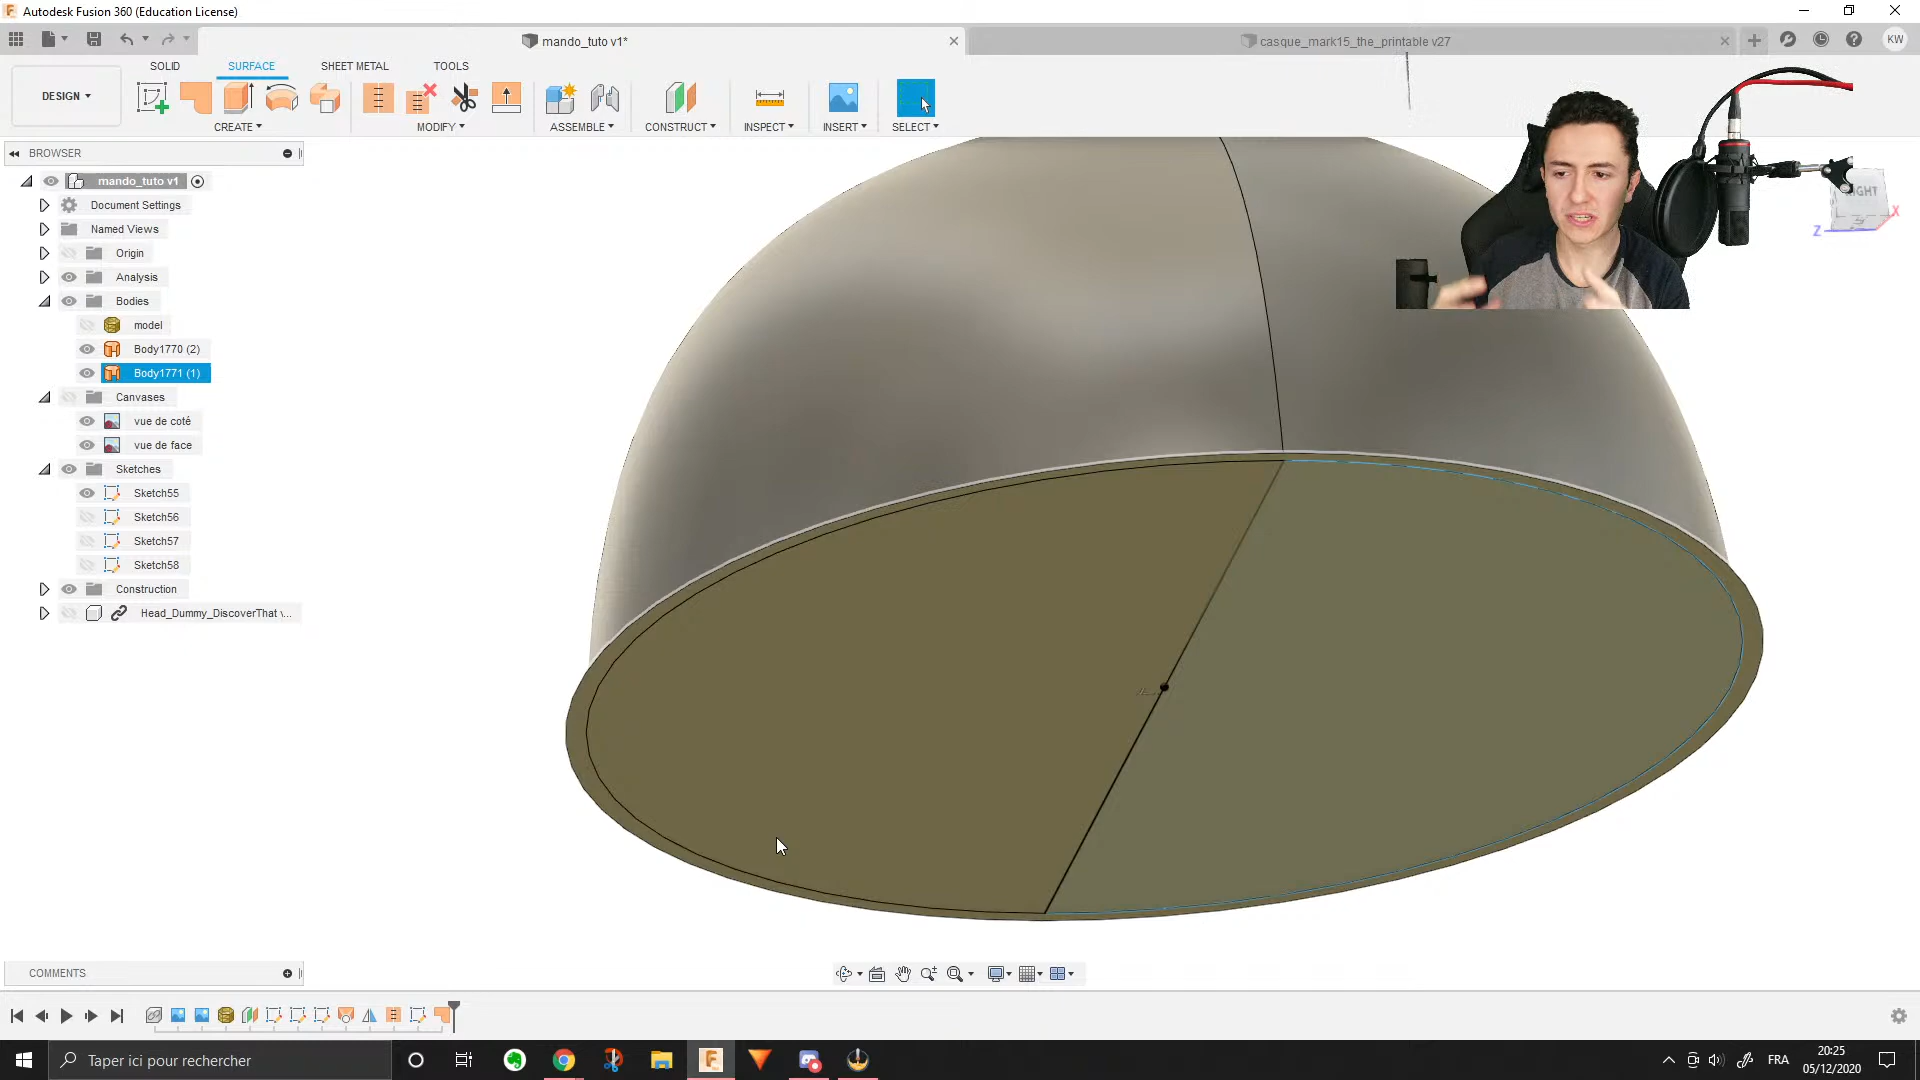 Autodesk Fusion 360 (Education License)
mando_tuto v1*
casque_mark15_the_printable v27
KW
SOLID
SURFACE
SHEET METAL
TOOLS
DESIGN
CREATE
MODIFY
ASSEMBLE
CONSTRUCT
INSPECT
INSERT
SELECT
BROWSER
mando_tuto v1
Document Settings
Named Views
Origin
Analysis
Bodies
model
Body1770 (2)
Body1771 (1)
Canvases
vue de coté
vue de face
Sketches
Sketch55
Sketch56
Sketch57
Sketch58
Construction
Head_Dummy_DiscoverThat v...
Z
X
COMMENTS
Taper ici pour rechercher
FRA
20:25
05/12/2020